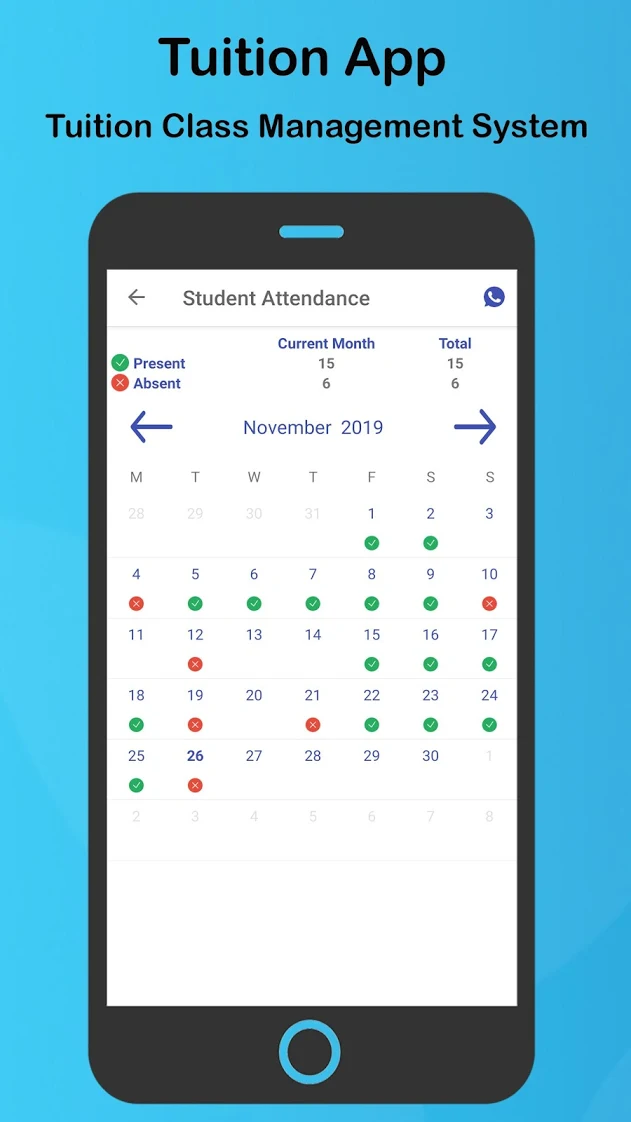 Tuition App
Tuition Class Management System
Student Attendance
Current Month Total
Present 15 15
Absent 6 6
November 2019
M T W T F S S
28 29 30 31 1 2 3
4 5 6 7 8 9 10
11 12 13 14 15 16 17
18 19 20 21 22 23 24
25 26 27 28 29 30 1
2 3 4 5 6 7 8